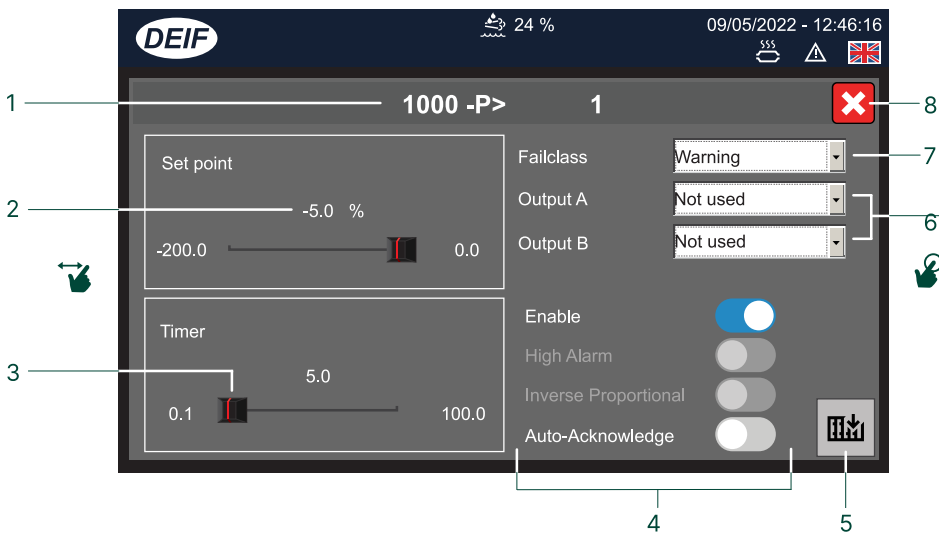 DEIF
24 %
09/05/2022 - 12:46:16
1
1000 -P> 1
8
Set point
Failclass
Warning
7
2
-5.0 %
Output A
Not used
6
-200.0
0.0
Output B
Not used
Timer
Enable
High Alarm
3
5.0
Inverse Proportional
0.1
100.0
Auto-Acknowledge
4
5